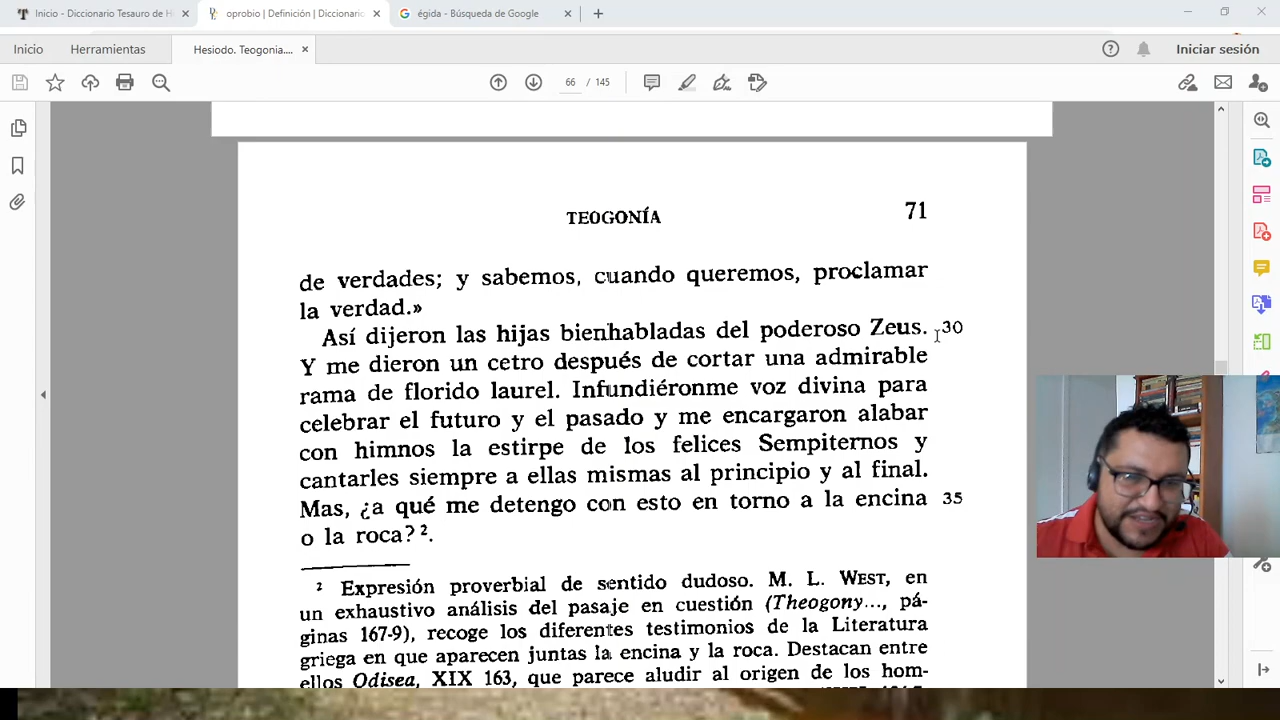 Inicio - Diccionario Tesauro de H
oprobio | Definición | Diccionario
égida - Búsqueda de Google
Inicio
Herramientas
Hesiodo. Teogonia....
Iniciar sesión
66 / 145
TEOGONÍA 71
de verdades; y sabemos, cuando queremos, proclamar
la verdad.»
Así dijeron las hijas bienhabladas del poderoso Zeus. 30
Y me dieron un cetro después de cortar una admirable
rama de florido laurel. Infundiéronme voz divina para
celebrar el futuro y el pasado y me encargaron alabar
con himnos la estirpe de los felices Sempiternos y
cantarles siempre a ellas mismas al principio y al final.
Mas, ¿a qué me detengo con esto en torno a la encina 35
o la roca? ².
² Expresión proverbial de sentido dudoso. M. L. WEST, en
un exhaustivo análisis del pasaje en cuestión (Theogony..., pá-
ginas 167-9), recoge los diferentes testimonios de la Literatura
griega en que aparecen juntas la encina y la roca. Destacan entre
ellos Odisea, XIX 163, que parece aludir al origen de los hom-